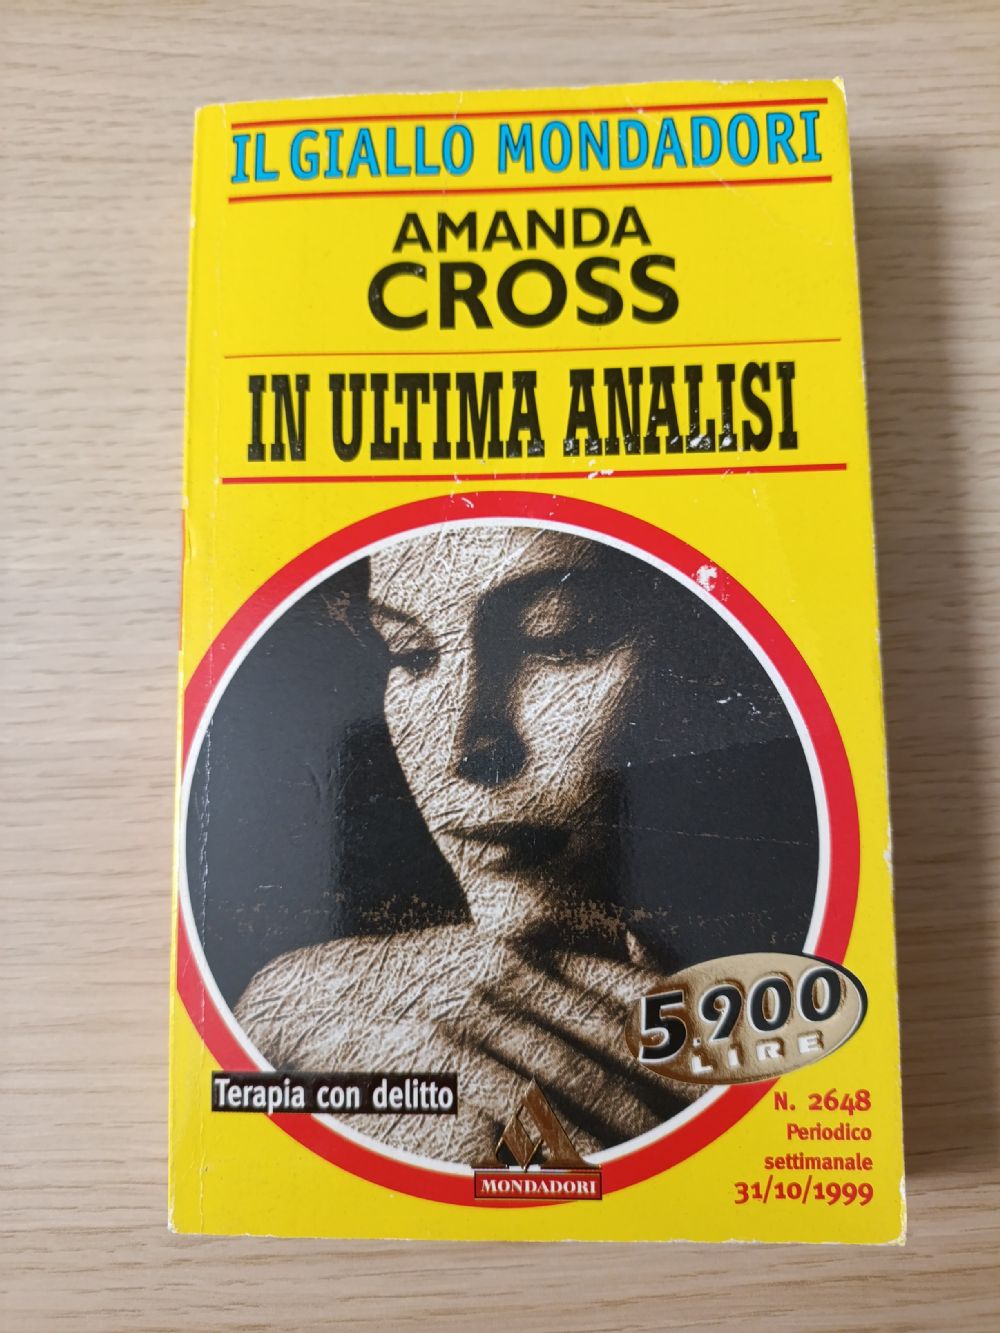 IL GIALLO MONDADORI
AMANDA
CROSS
IN ULTIMA ANALISI
5.900
LIRE
Terapia con delitto
MONDADORI
N. 2648
Periodico
settimanale
31/10/1999